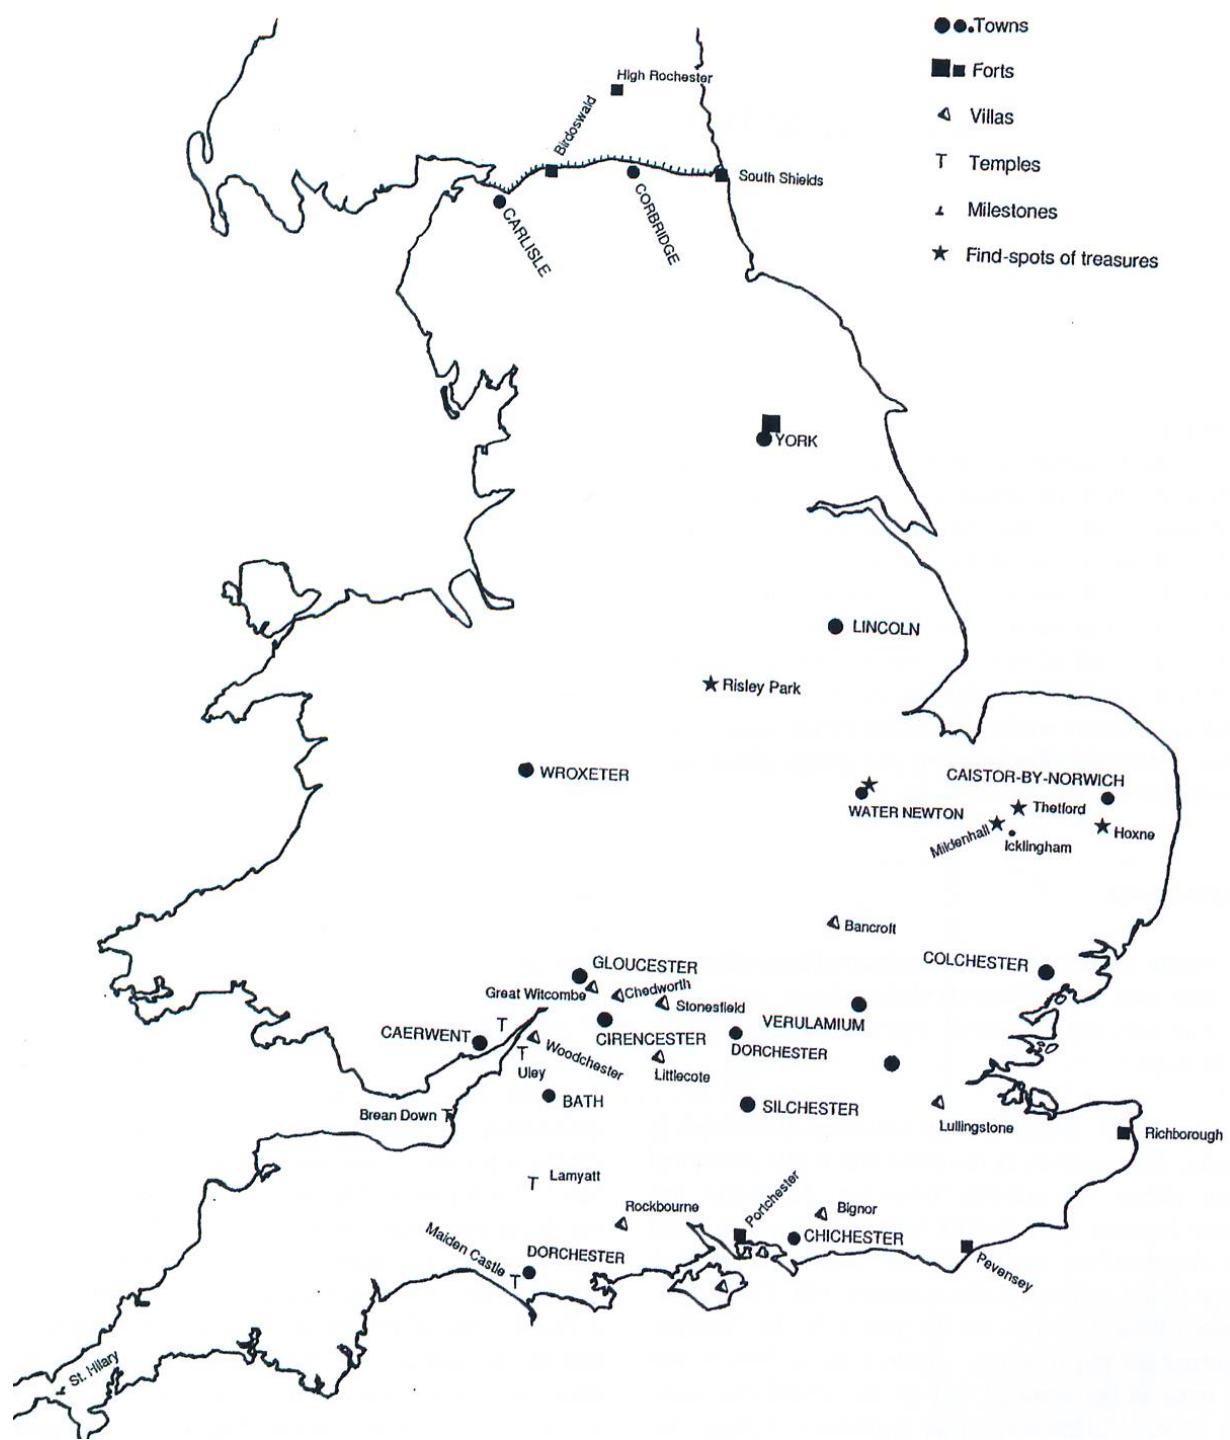 Towns
Forts
Villas
Temples
Milestones
Find-spots of treasures
High Rochester
Birdoswald
South Shields
CARLISLE
CORBRIDGE
YORK
LINCOLN
Risley Park
WROXETER
CAISTOR-BY-NORWICH
WATER NEWTON
Thetford
Mildenhall
Hoxne
Icklingham
Bancroft
COLCHESTER
GLOUCESTER
Great Witcombe
Chedworth
Stonesfield
VERULAMIUM
CAERWENT
CIRENCESTER
DORCHESTER
Woodchester
Uley
Littlecote
BATH
SILCHESTER
Brean Down
Lullingstone
Richborough
Lamyatt
Rockbourne
Portchester
Bignor
CHICHESTER
Maiden Castle
DORCHESTER
Pevensey
St. Hilary